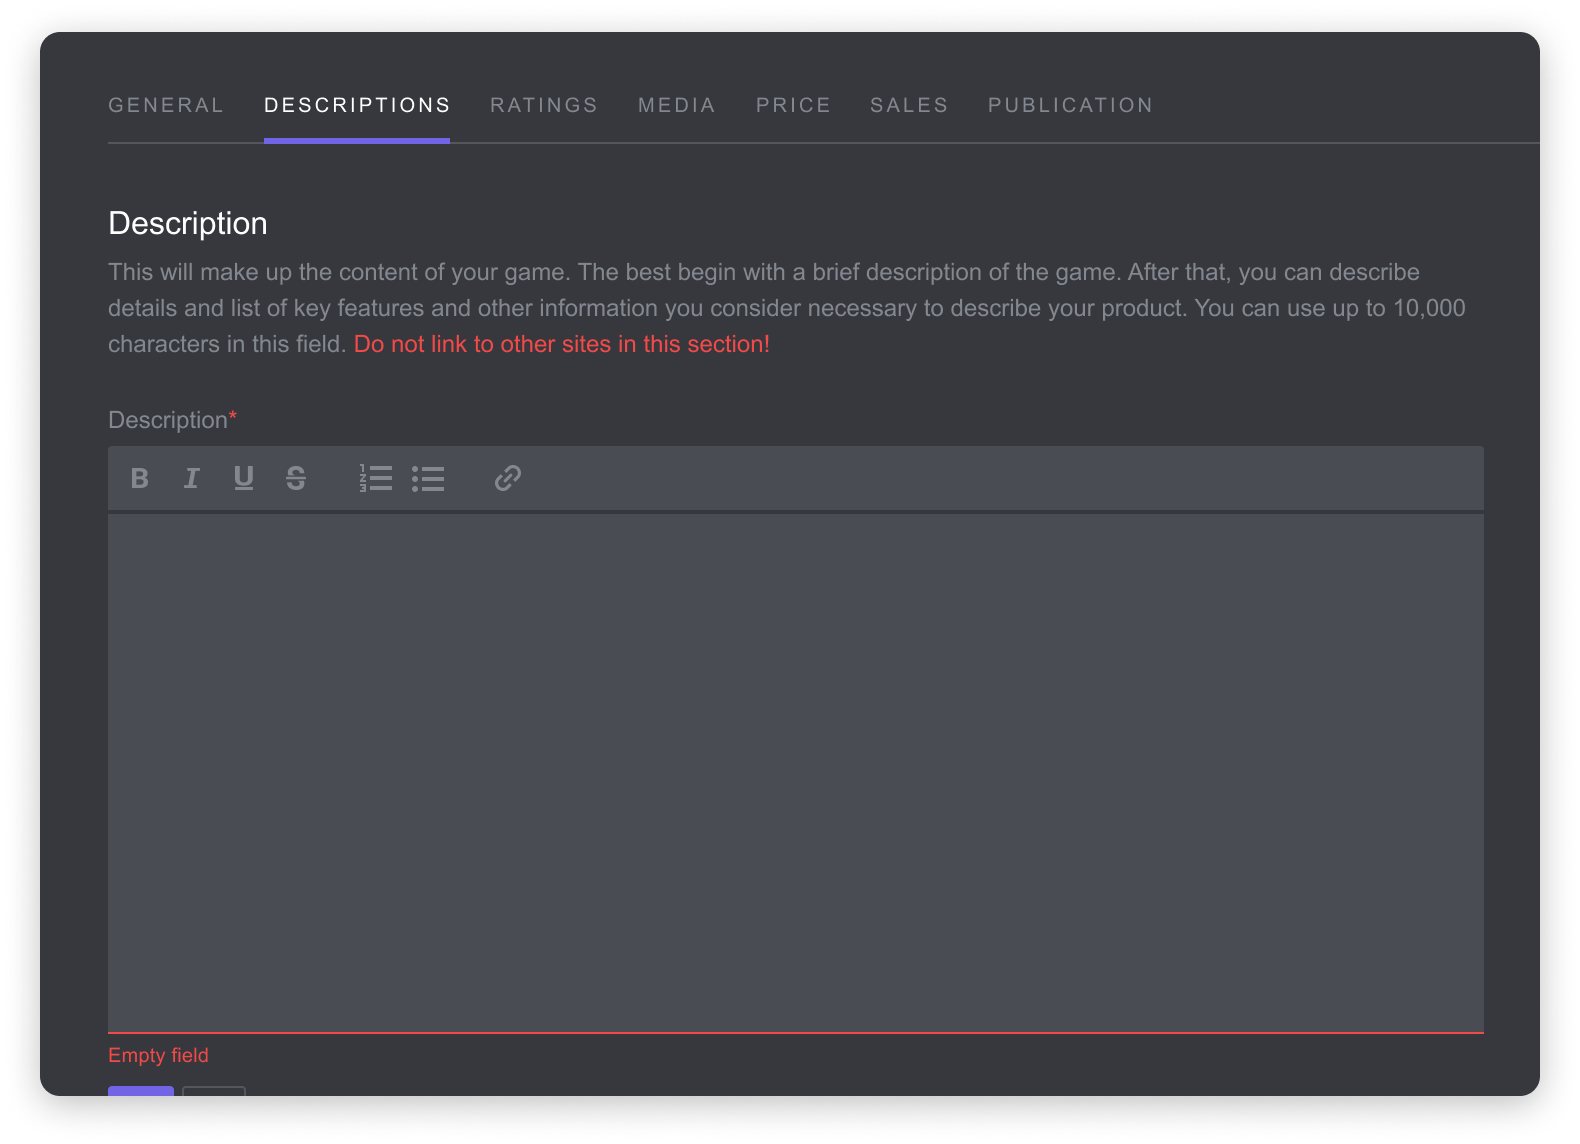 GENERAL DESCRIPTIONS RATINGS MEDIA PRICE SALES PUBLICATION
Description
This will make up the content of your game. The best begin with a brief description of the game. After that, you can describe
details and list of key features and other information you consider necessary to describe your product. You can use up to 10,000
characters in this field. Do not link to other sites in this section!
Description*
B I U S
Empty field